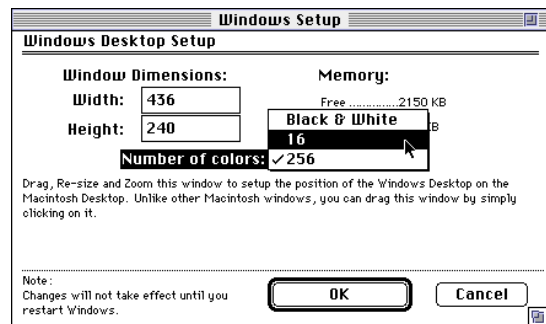 Windows Setup
Windows Desktop Setup
Window Dimensions:
Memory:
Width: 436
Free ..............2150 KB
Height: 240
Black & White
16
Number of colors: ✓256
Drag, Re-size and Zoom this window to setup the position of the Windows Desktop on the
Macintosh Desktop. Unlike other Macintosh windows, you can drag this window by simply
clicking on it.
Note:
Changes will not take effect until you
restart Windows.
OK
Cancel